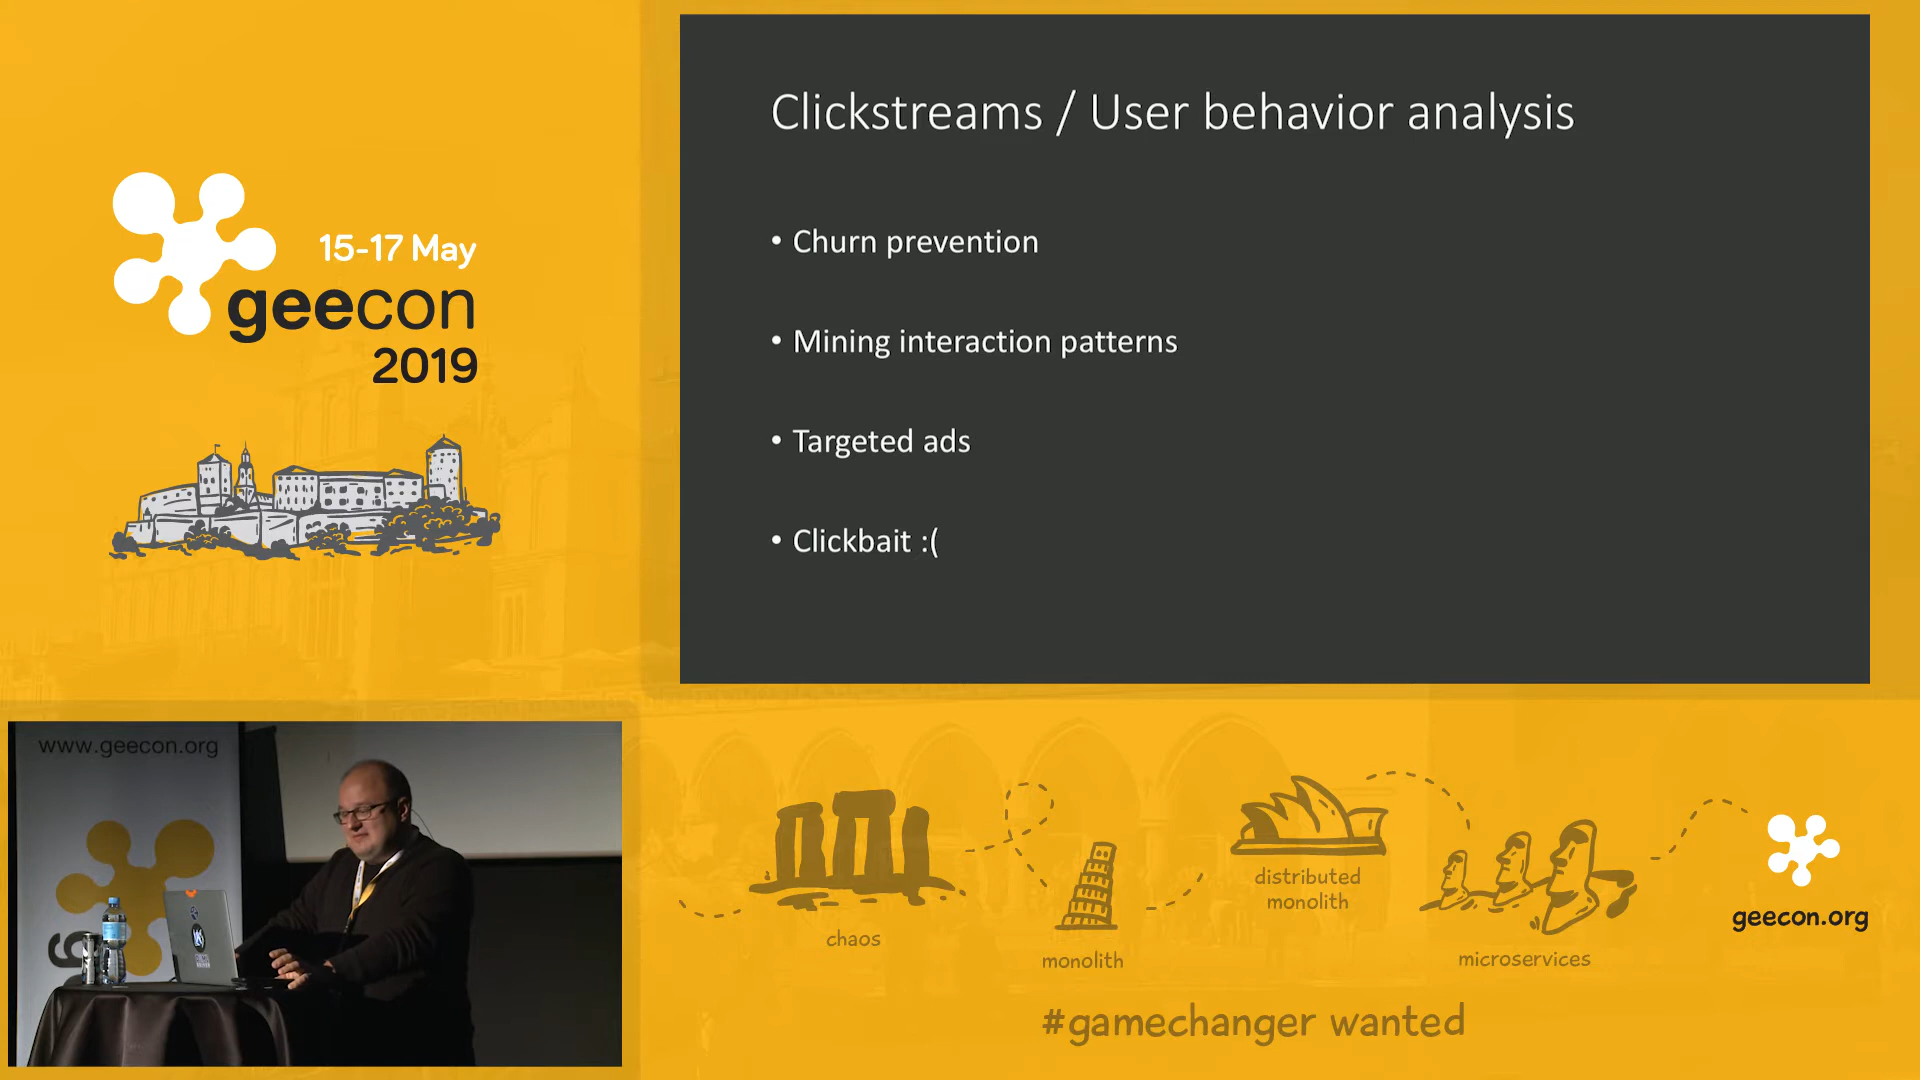 15-17 May
geecon
2019
Clickstreams / User behavior analysis
• Churn prevention
• Mining interaction patterns
• Targeted ads
• Clickbait :(
www.geecon.org
chaos
monolith
distributed
monolith
microservices
geecon.org
#gamechanger wanted